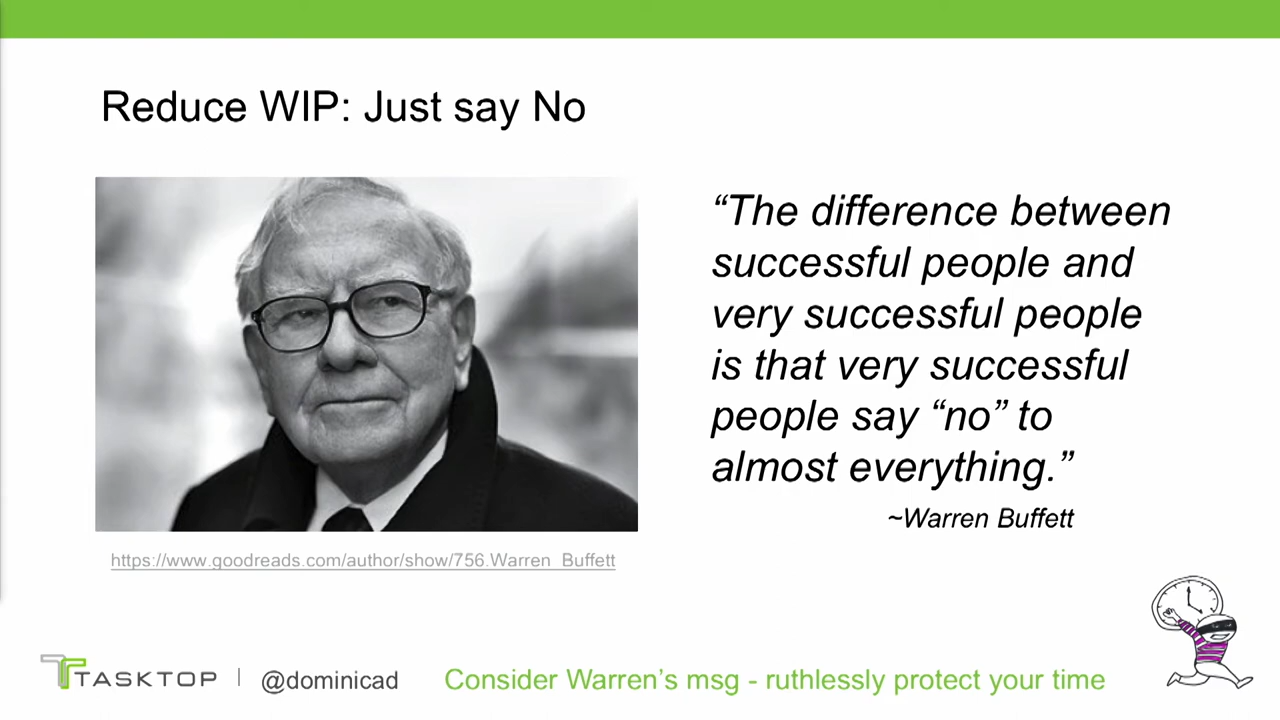 Reduce WIP: Just say No
“The difference between
successful people and
very successful people
is that very successful
people say “no” to
almost everything.”
~Warren Buffett
https://www.goodreads.com/author/show/756.Warren_Buffett
TASKTOP
@dominicad
Consider Warren’s msg - ruthlessly protect your time